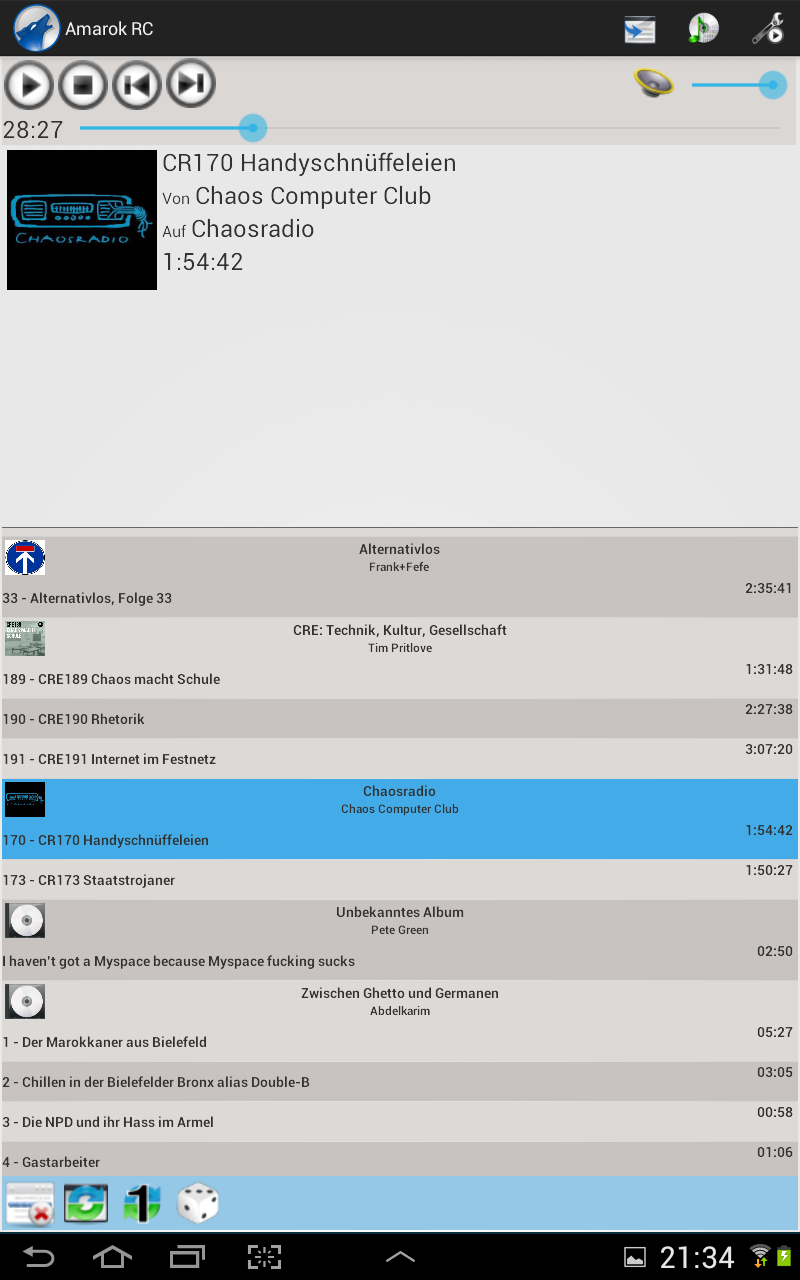 Amarok RC
28:27
CR170 Handyschnüffeleien
Von Chaos Computer Club
Auf Chaosradio
1:54:42
CHAOSRADIO
Alternativlos
Frank+Fefe
2:35:41
33 - Alternativlos, Folge 33
CRE: Technik, Kultur, Gesellschaft
Tim Pritlove
1:31:48
189 - CRE189 Chaos macht Schule
2:27:38
190 - CRE190 Rhetorik
3:07:20
191 - CRE191 Internet im Festnetz
Chaosradio
Chaos Computer Club
1:54:42
170 - CR170 Handyschnüffeleien
1:50:27
173 - CR173 Staatstrojaner
Unbekanntes Album
Pete Green
02:50
I haven't got a Myspace because Myspace fucking sucks
Zwischen Ghetto und Germanen
Abdelkarim
05:27
1 - Der Marokkaner aus Bielefeld
03:05
2 - Chillen in der Bielefelder Bronx alias Double-B
00:58
3 - Die NPD und ihr Hass im Armel
01:06
4 - Gastarbeiter
1
21:34